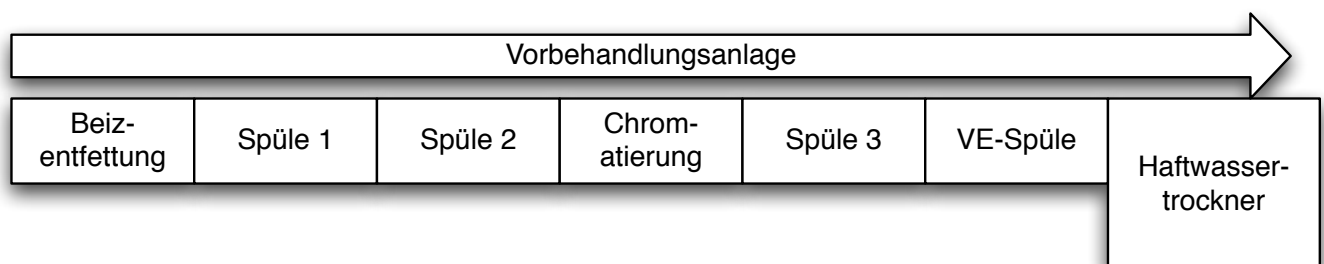 Vorbehandlungsanlage
Beiz-
entfettung
Spüle 1
Spüle 2
Chrom-
atierung
Spüle 3
VE-Spüle
Haftwasser-
trockner